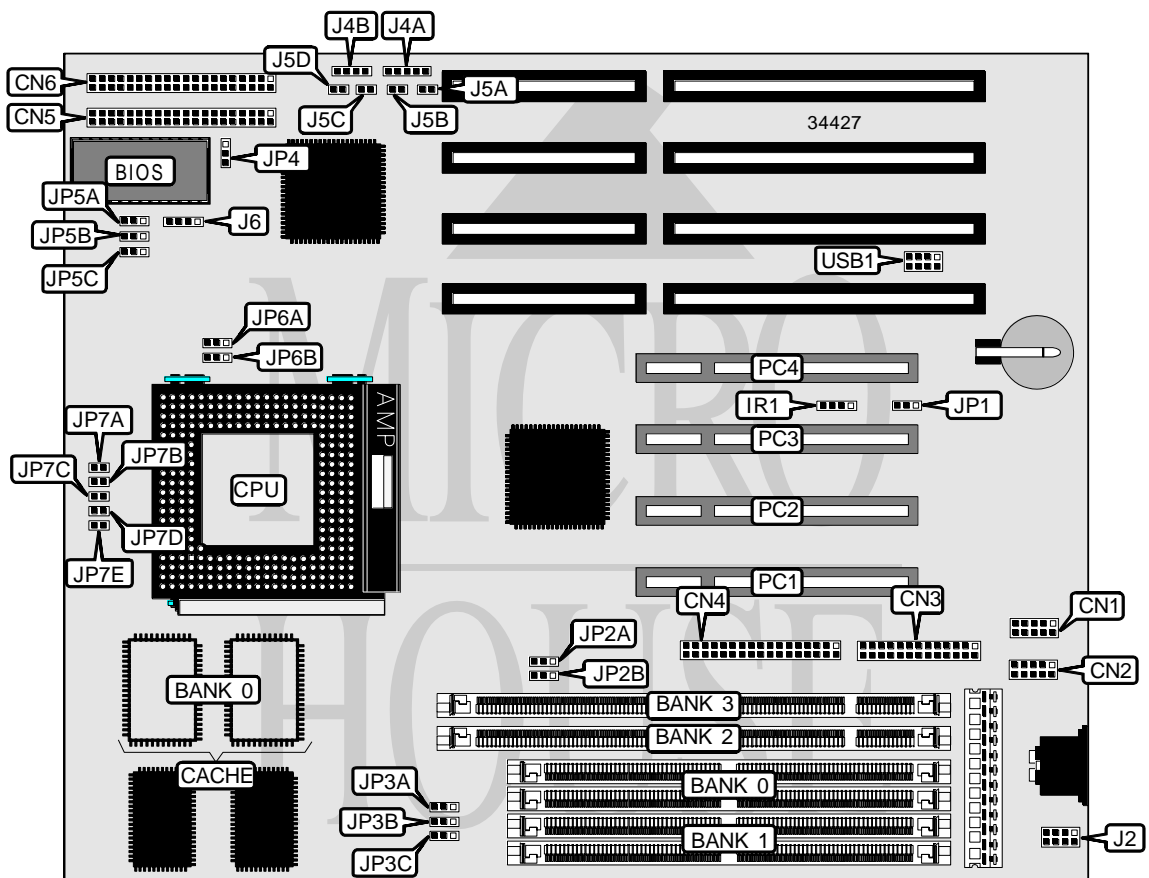 J4B J4A
J5D
CN6 J5A
CN5 J5C J5B
34427
JP4
BIOS
JP5A J6
JP5B
USB1
JP5C
JP6A
JP6B
PC4
AMP
IR1 JP1
JP7A
PC3
JP7B
JP7C
CPU
PC2
JP7D
JP7E
PC1
CN4 CN3
CN1
JP2A
CN2
JP2B
BANK 0
BANK 3
BANK 2
CACHE
JP3A
BANK 0
JP3B
BANK 1
J2
JP3C
MICRO
HOUSE